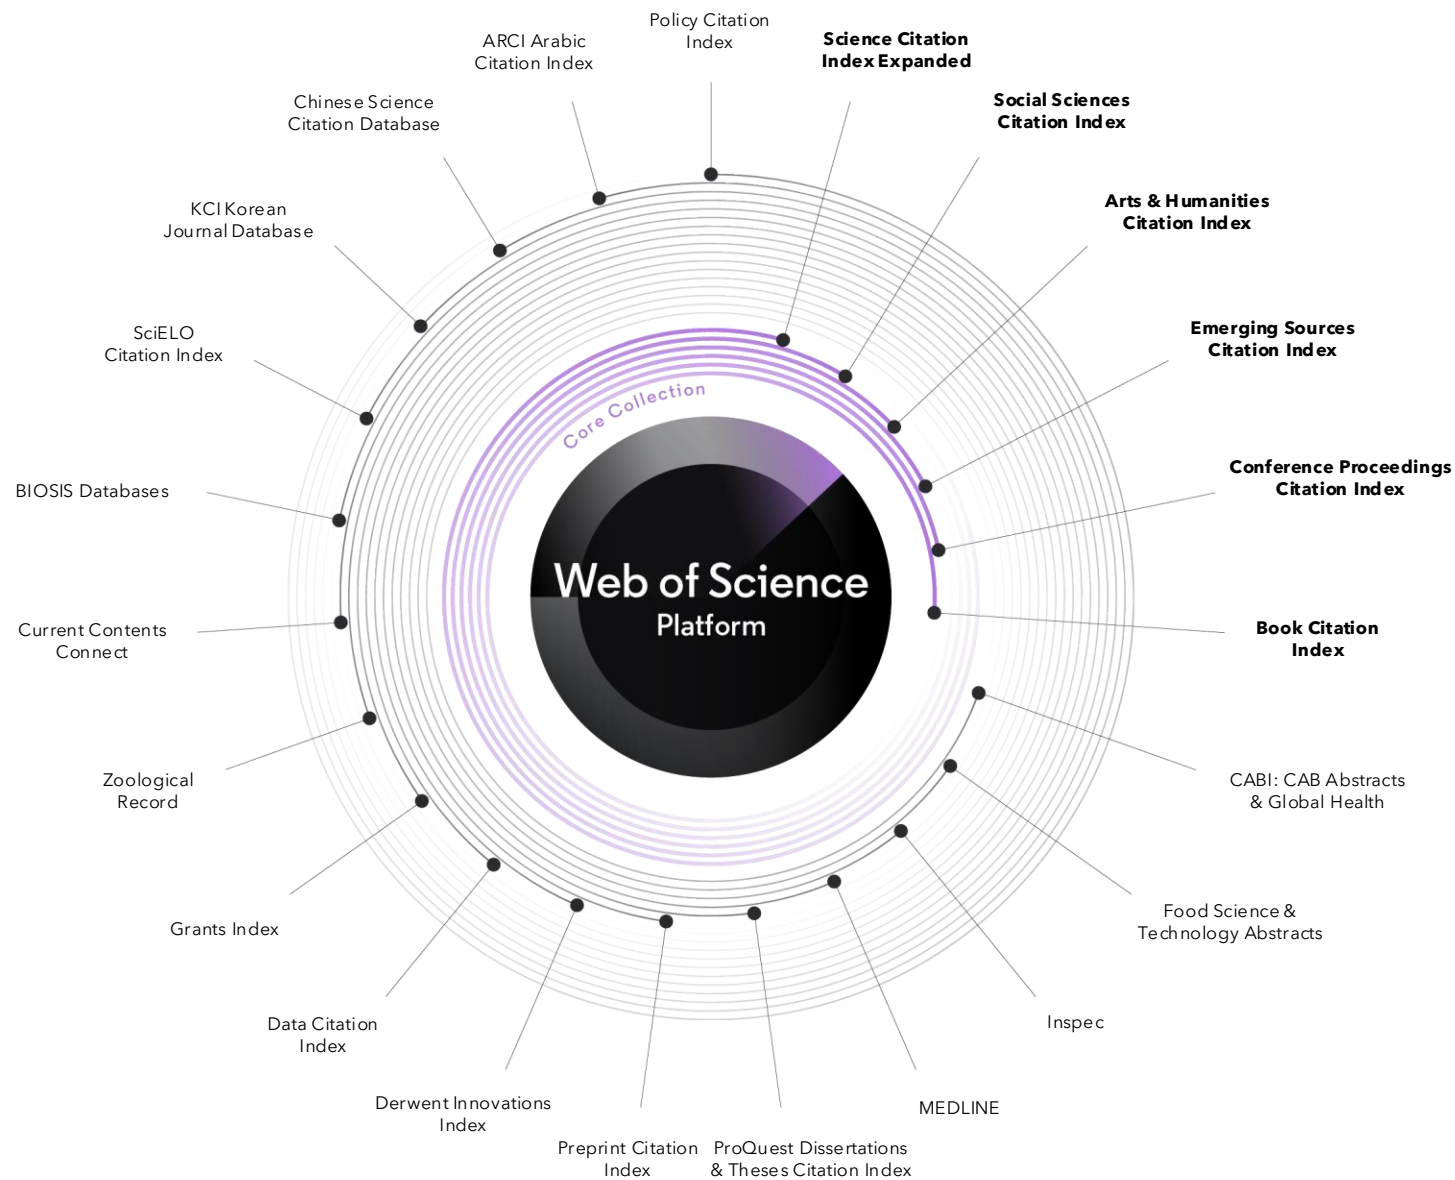 Policy Citation
Index
Science Citation
Index Expanded
Social Sciences
Citation Index
Arts & Humanities
Citation Index
Emerging Sources
Citation Index
Conference Proceedings
Citation Index
Book Citation
Index
CABI: CAB Abstracts
& Global Health
Food Science &
Technology Abstracts
Inspec
MEDLINE
ProQuest Dissertations
& Theses Citation Index
Preprint Citation
Index
Derwent Innovations
Index
Data Citation
Index
Grants Index
Zoological
Record
Current Contents
Connect
BIOSIS Databases
SciELO
Citation Index
KCI Korean
Journal Database
Chinese Science
Citation Database
ARCI Arabic
Citation Index
Core Collection
Web of Science
Platform